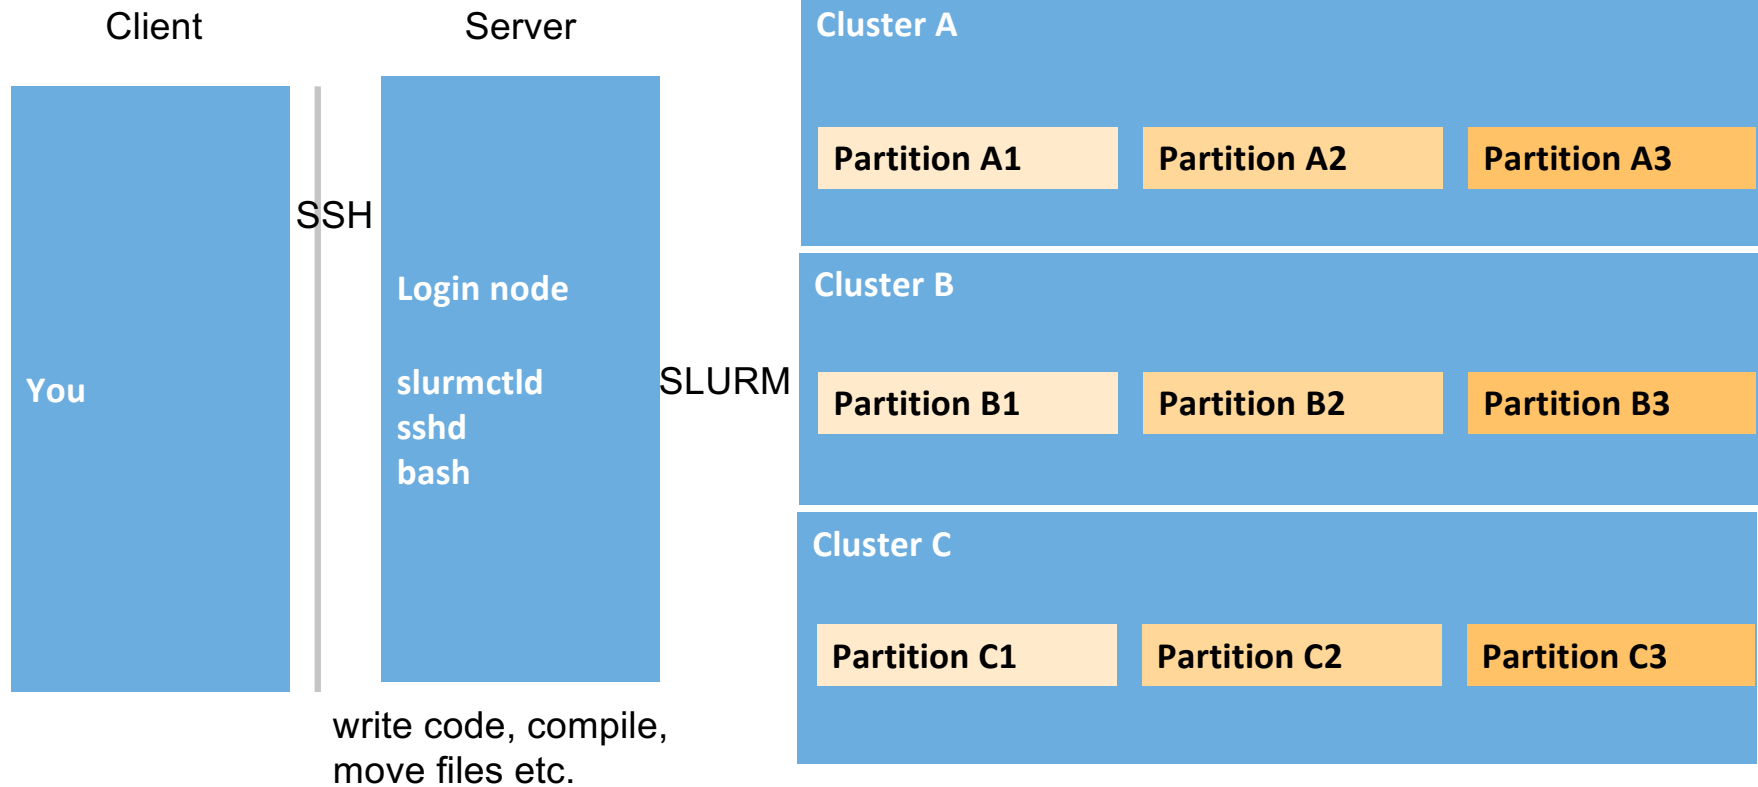 Client
Server
You
SSH
Login node
slurmctld
sshd
bash
write code, compile,
move files etc.
SLURM
Cluster A
Partition A1
Partition A2
Partition A3
Cluster B
Partition B1
Partition B2
Partition B3
Cluster C
Partition C1
Partition C2
Partition C3